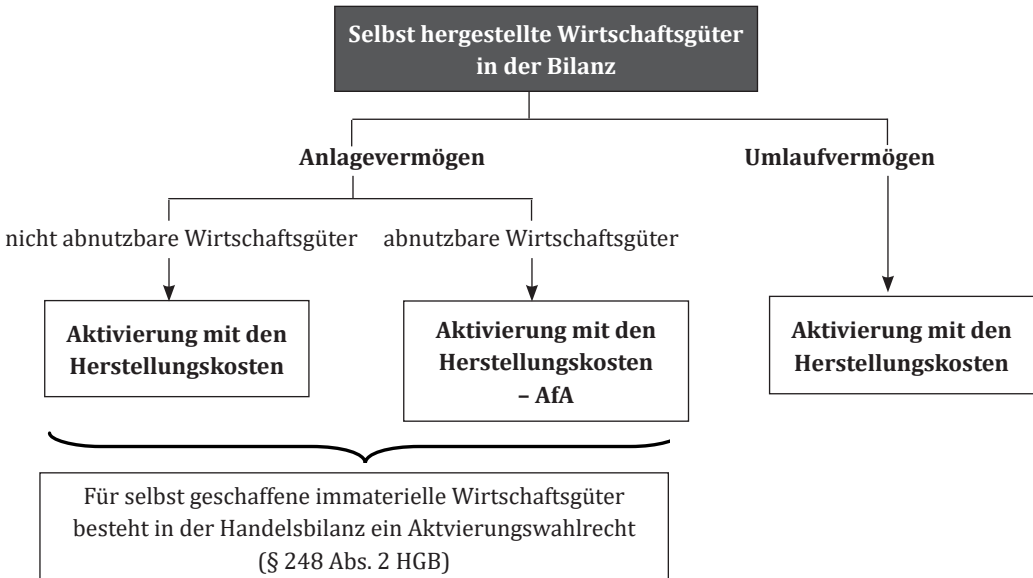 Selbst hergestellte Wirtschaftsgüter
in der Bilanz
Anlagevermögen
Umlaufvermögen
nicht abnutzbare Wirtschaftsgüter
abnutzbare Wirtschaftsgüter
Aktivierung mit den
Herstellungskosten
Aktivierung mit den
Herstellungskosten
– AfA
Aktivierung mit den
Herstellungskosten
Für selbst geschaffene immaterielle Wirtschaftsgüter
besteht in der Handelsbilanz ein Aktvierungswahlrecht
(§ 248 Abs. 2 HGB)